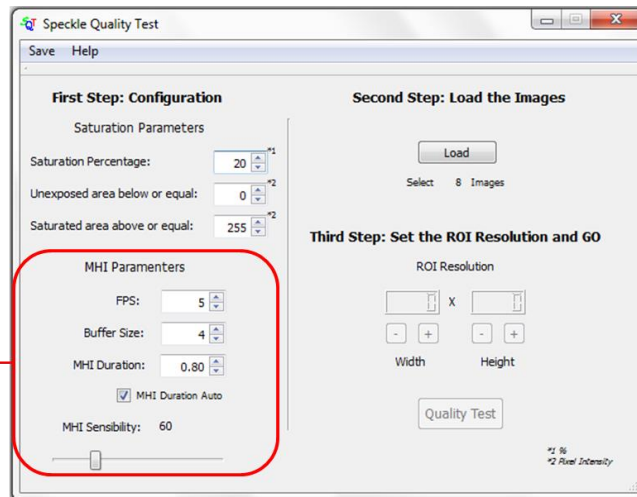 SQT Speckle Quality Test
Save Help
First Step: Configuration
Saturation Parameters
Saturation Percentage: 20 *1
Unexposed area below or equal: 0 *2
Saturated area above or equal: 255 *2
MHI Paramenters
FPS: 5
Buffer Size: 4
MHI Duration: 0.80
MHI Duration Auto
MHI Sensibility: 60
Second Step: Load the Images
Load
Select 8 Images
Third Step: Set the ROI Resolution and GO
ROI Resolution
0 X 0
- + - +
Width Height
Quality Test
*1 %
*2 Pixel Intensity